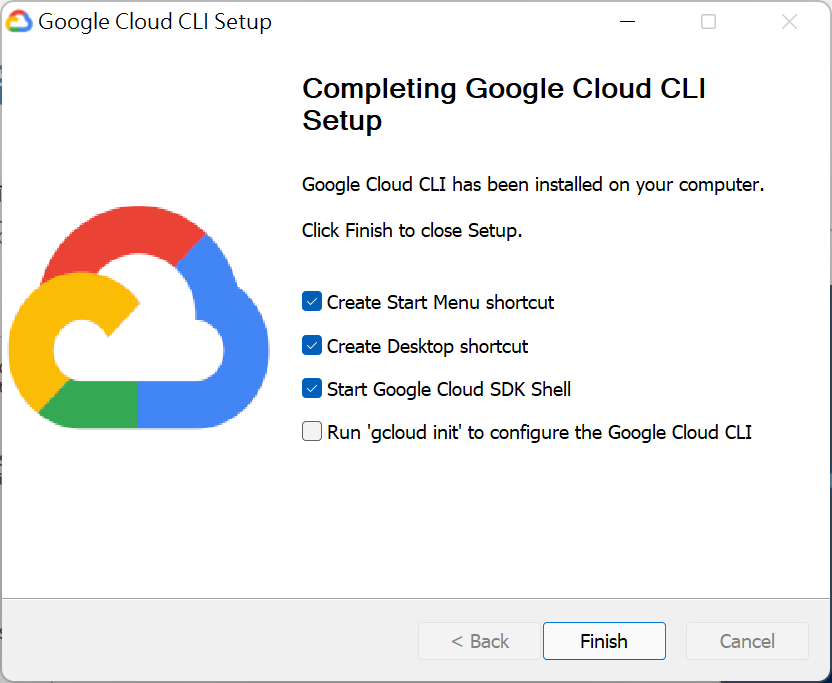 Google Cloud CLI Setup
Completing Google Cloud CLI
Setup
Google Cloud CLI has been installed on your computer.
Click Finish to close Setup.
Create Start Menu shortcut
Create Desktop shortcut
Start Google Cloud SDK Shell
Run 'gcloud init' to configure the Google Cloud CLI
< Back
Finish
Cancel